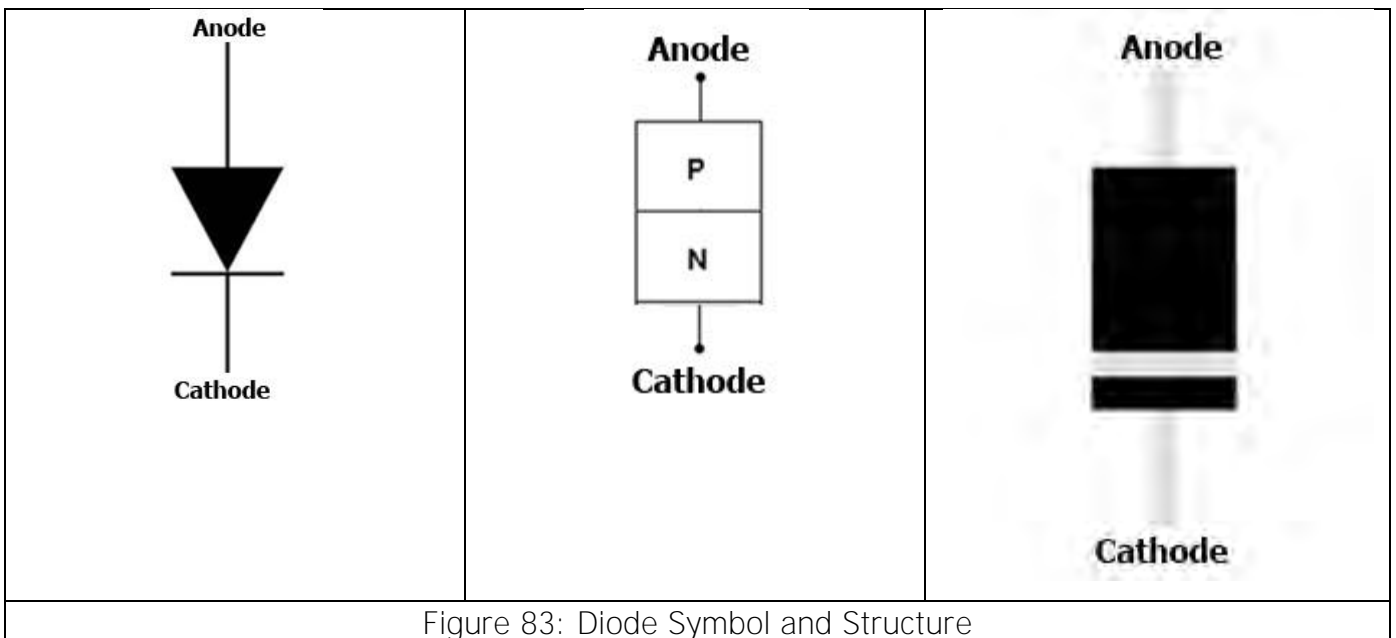 Anode
Cathode
Anode
P
N
Cathode
Anode
Cathode
Figure 83: Diode Symbol and Structure